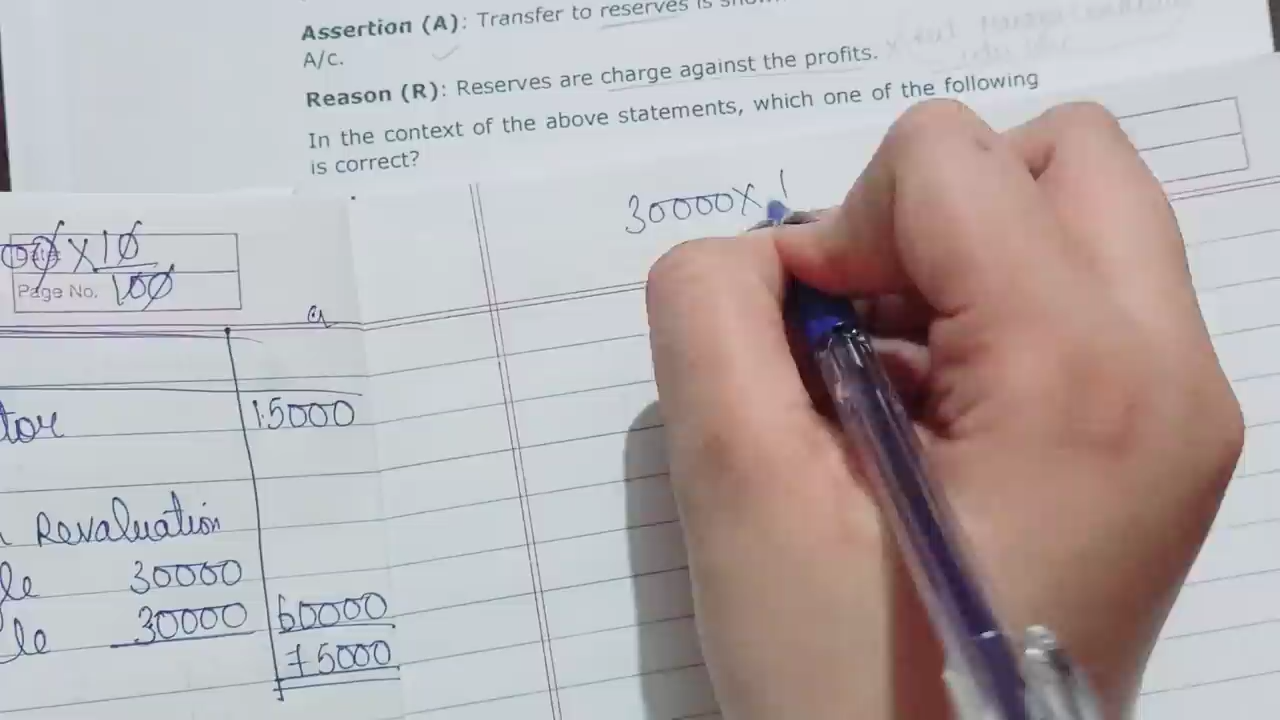 Assertion (A): Transfer to reserves is
A/c.
Reason (R): Reserves are charge against the profits.
In the context of the above statements, which one of the following
is correct?
30000 x 1
x 10
Page No. 100
15000
Revaluation
30000
30000 60000
75000